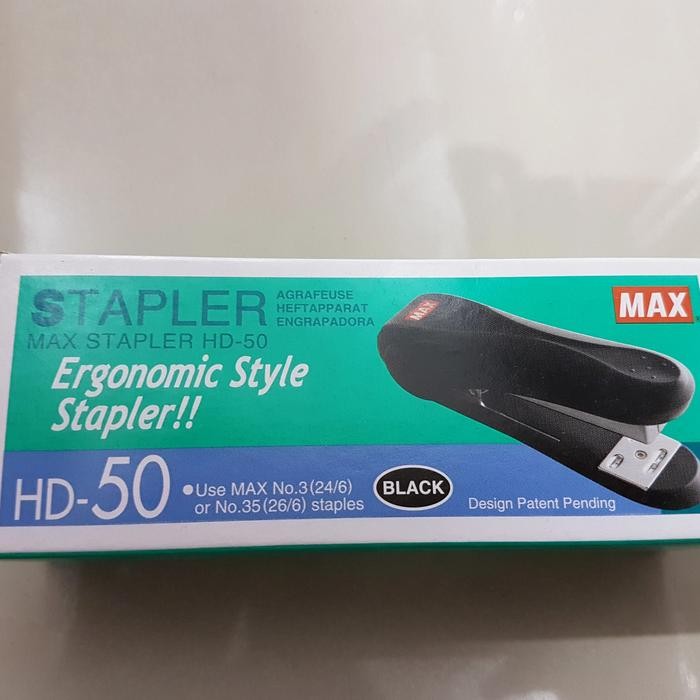 STAPLER
AGRAFEUSE
HEFTAPPARAT
ENGRAPADORA
MAX STAPLER HD-50
Ergonomic Style
Stapler!!
MAX
MAX
HD-50
•Use MAX No.3(24/6)
or No.35(26/6) staples
BLACK
Design Patent Pending